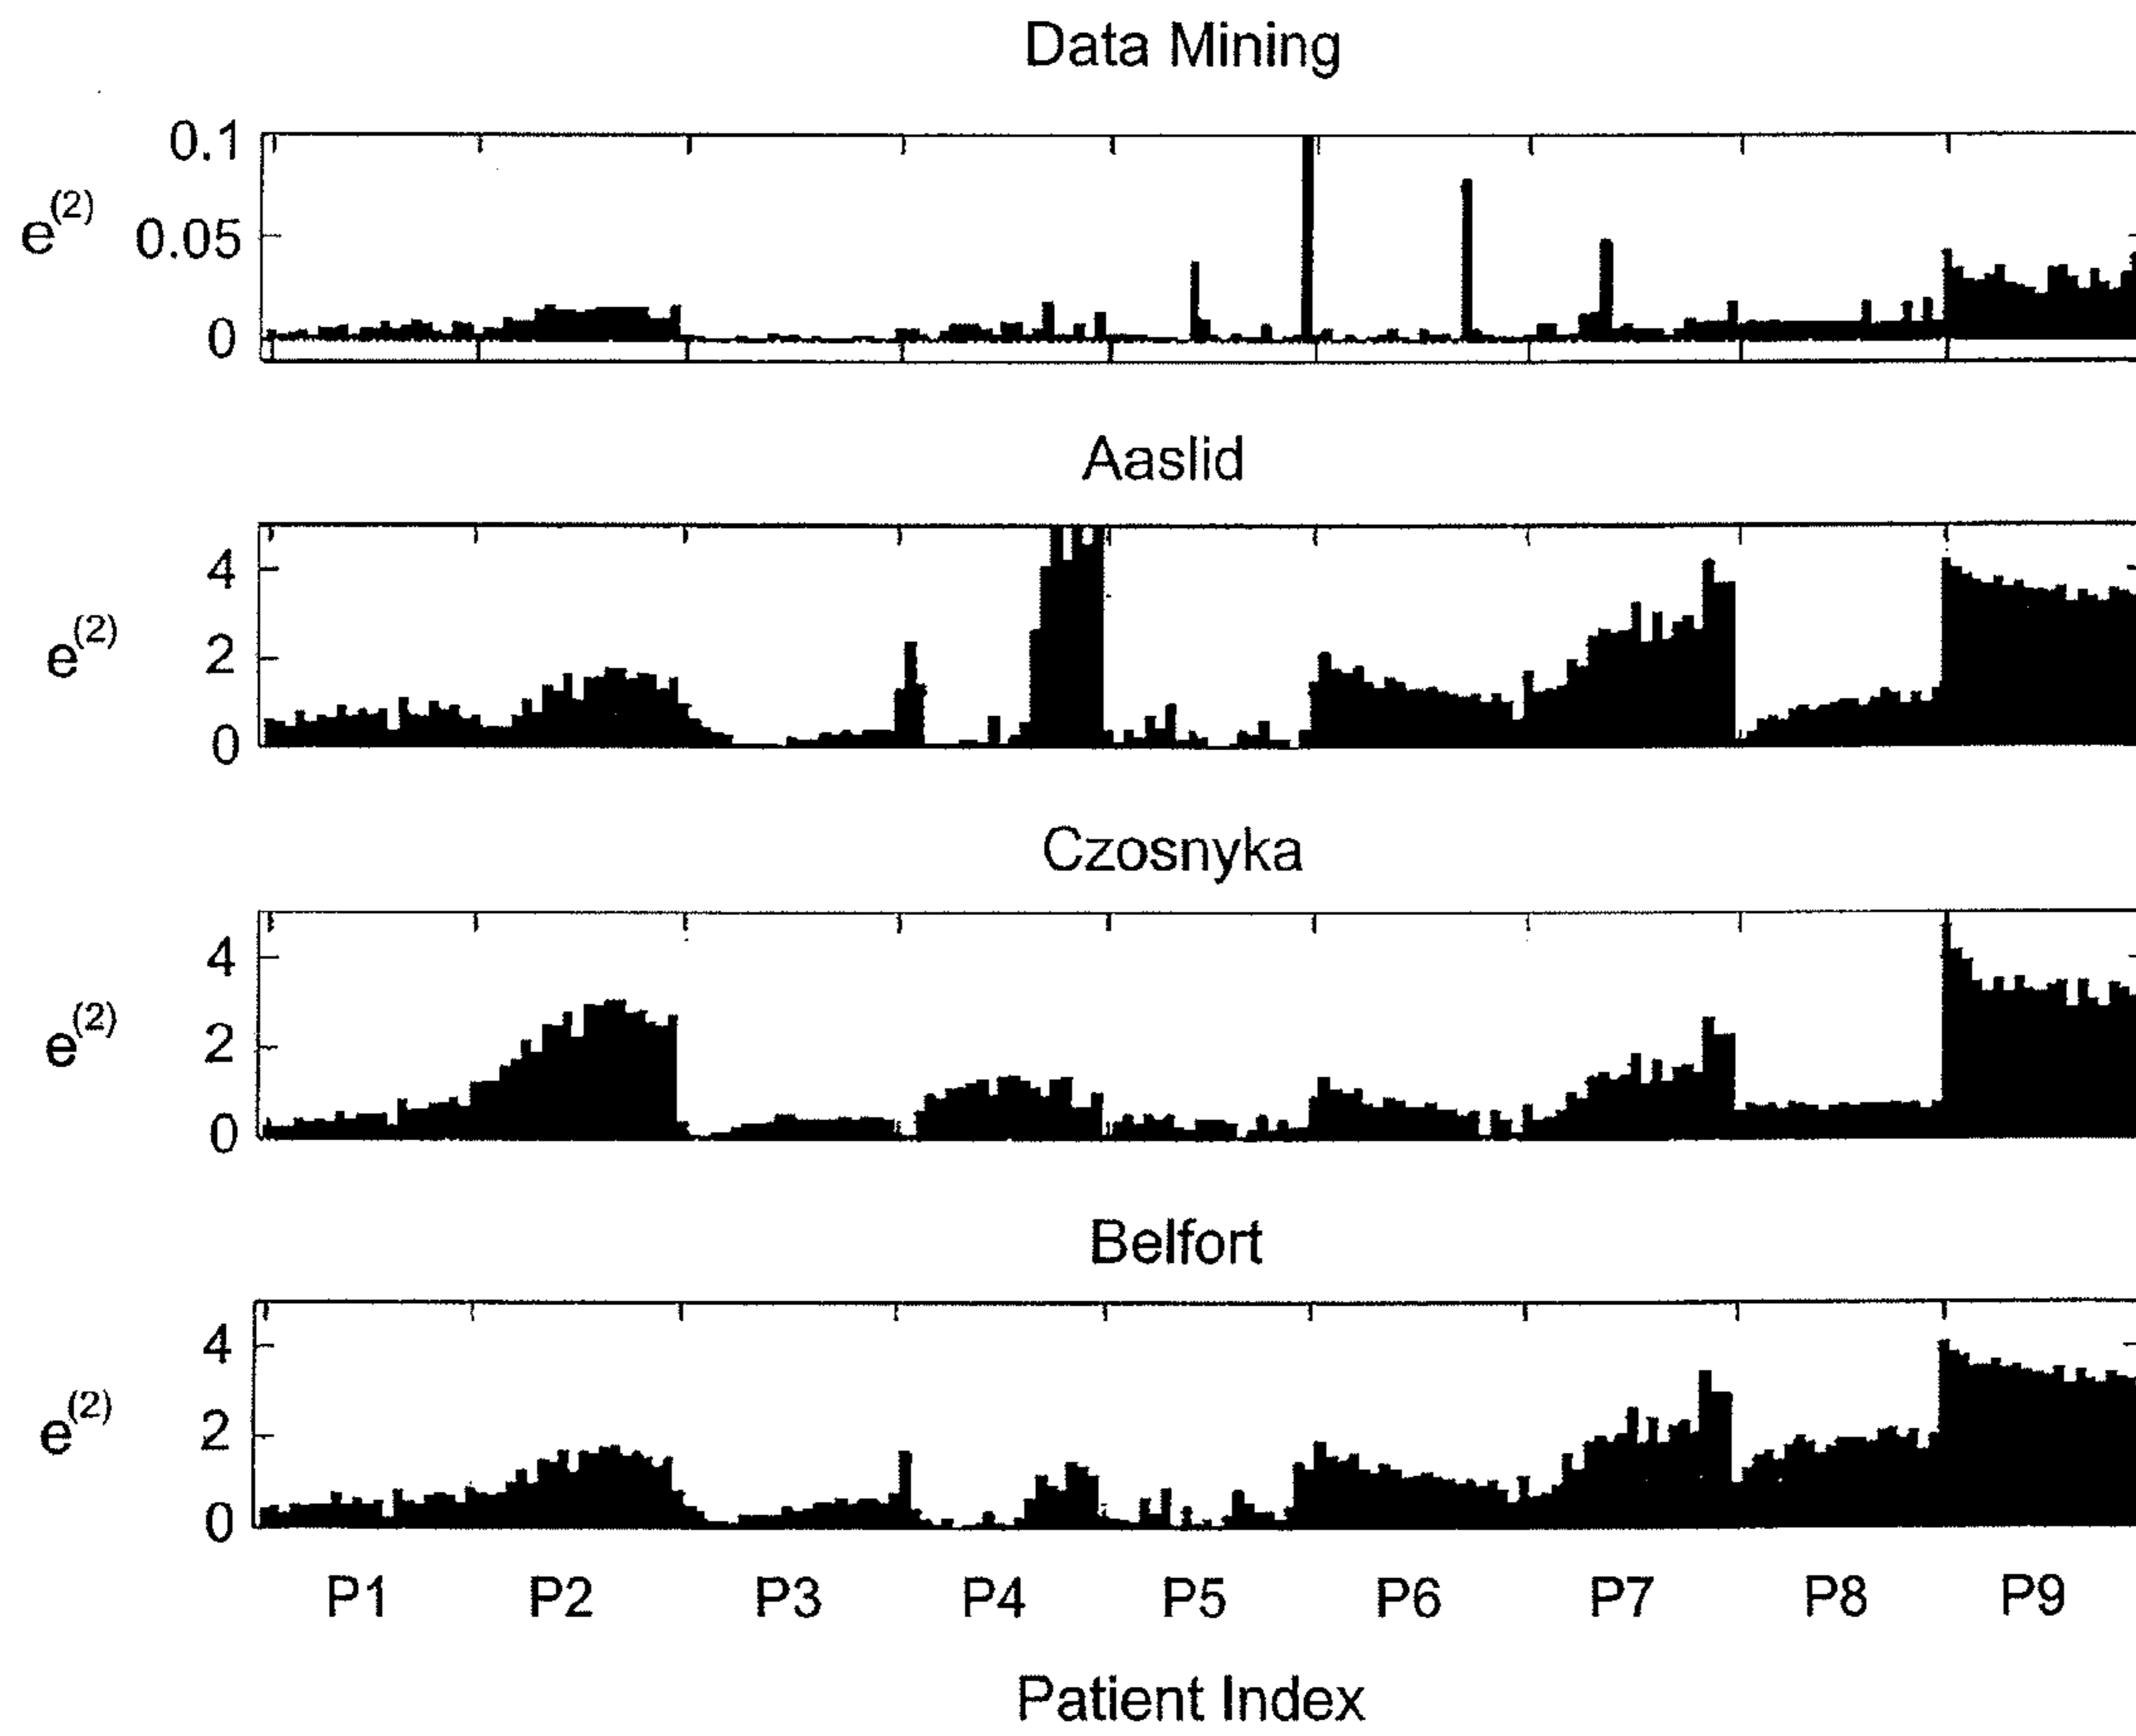 Data Mining
0.1
e(2)
0.05
0
Aaslid
4
e(2)
2
0
Czosnyka
4
e(2)
2
0
Belfort
4
e(2)
2
0
P1 P2 P3 P4 P5 P6 P7 P8 P9
Patient Index